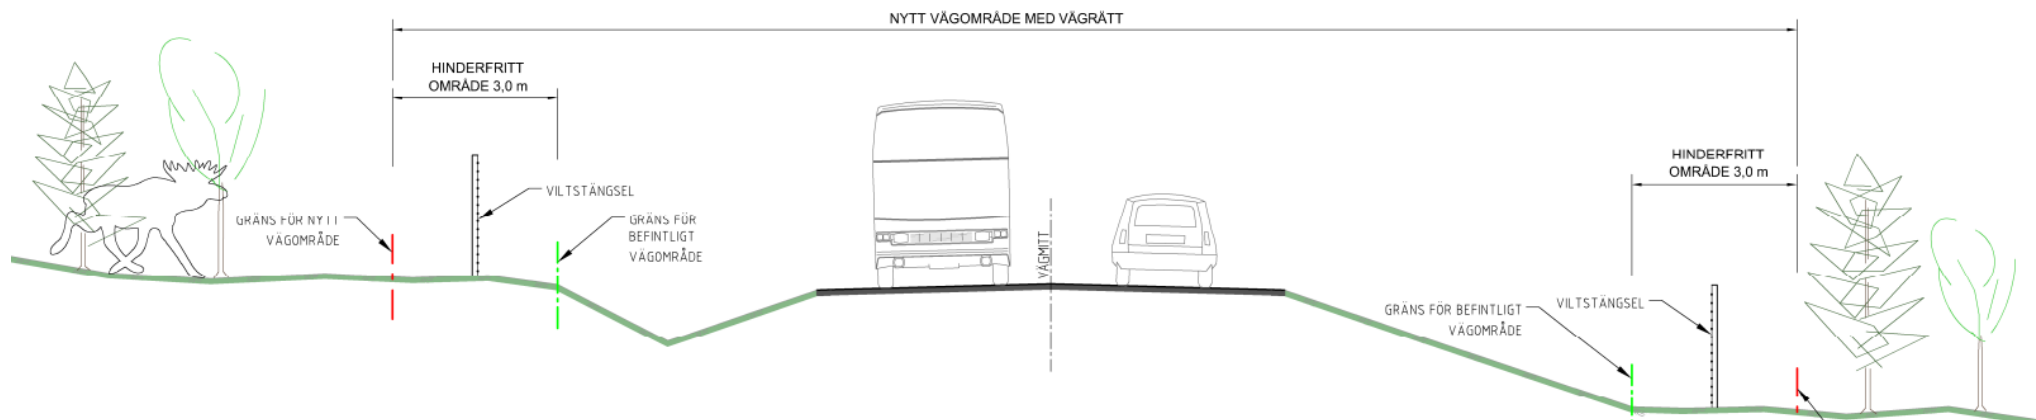 NYTT VÄGOMRÅDE MED VÄGRÄTT
HINDERFRITT
OMRÅDE 3,0 m
HINDERFRITT
OMRÅDE 3,0 m
VILTSTÄNGSEL
GRÄNS FÖR NYTT
VÄGOMRÅDE
GRÄNS FÖR
BEFINTLIGT
VÄGOMRÅDE
VÄGMITT
GRÄNS FÖR BEFINTLIGT
VÄGOMRÅDE
VILTSTÄNGSEL